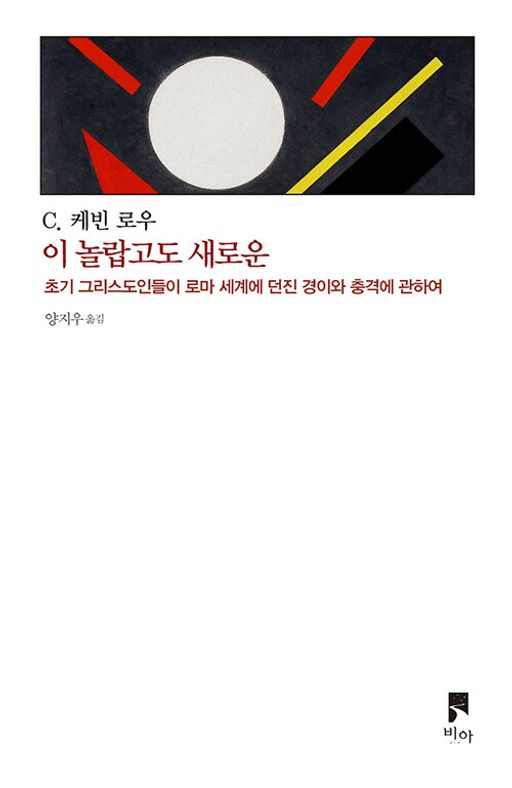 C. 케빈 로우
이 놀랍고도 새로운
초기 그리스도인들이 로마 세계에 던진 경이와 충격에 관하여
양지우 옮김
비아